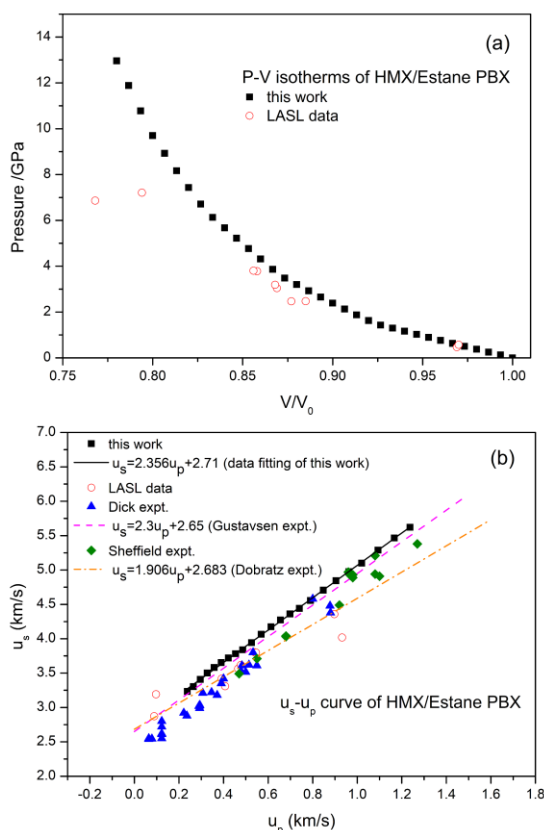 (a)
P-V isotherms of HMX/Estane PBX
this work
LASL data
Pressure /GPa
14
12
10
8
6
4
2
0
0.75 0.80 0.85 0.90 0.95 1.00
V/V₀
(b)
this work
uₛ=2.356uₚ+2.71 (data fitting of this work)
LASL data
Dick expt.
uₛ=2.3uₚ+2.65 (Gustavsen expt.)
Sheffield expt.
uₛ=1.906uₚ+2.683 (Dobratz expt.)
uₛ-uₚ curve of HMX/Estane PBX
uₛ (km/s)
7.0
6.5
6.0
5.5
5.0
4.5
4.0
3.5
3.0
2.5
2.0
-0.2 0.0 0.2 0.4 0.6 0.8 1.0 1.2 1.4 1.6 1.8
uₚ (km/s)